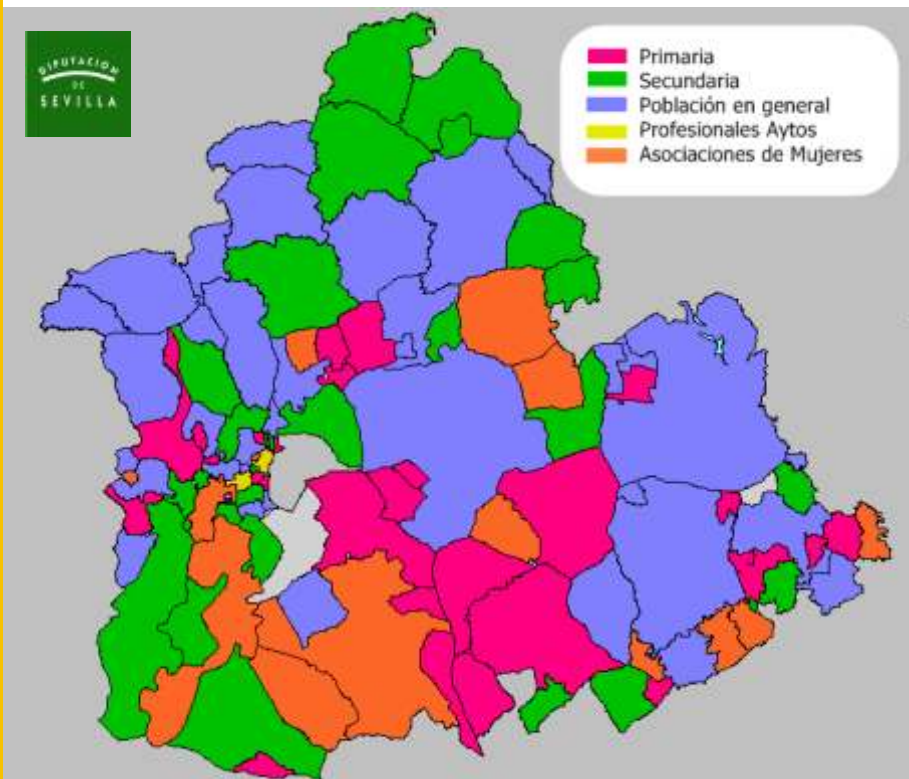 DIPUTACION
DE
SEVILLA
Primaria
Secundaria
Población en general
Profesionales Aytos
Asociaciones de Mujeres